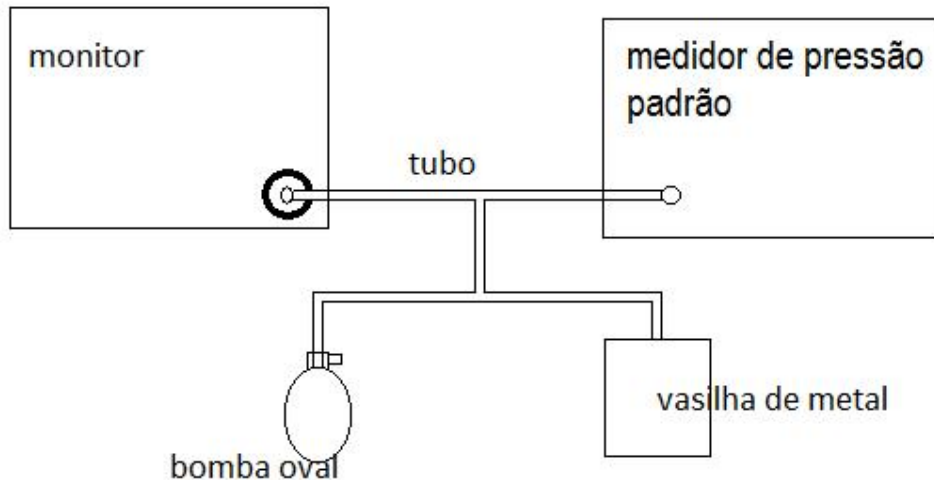 monitor
medidor de pressão
padrão
tubo
vasilha de metal
bomba oval